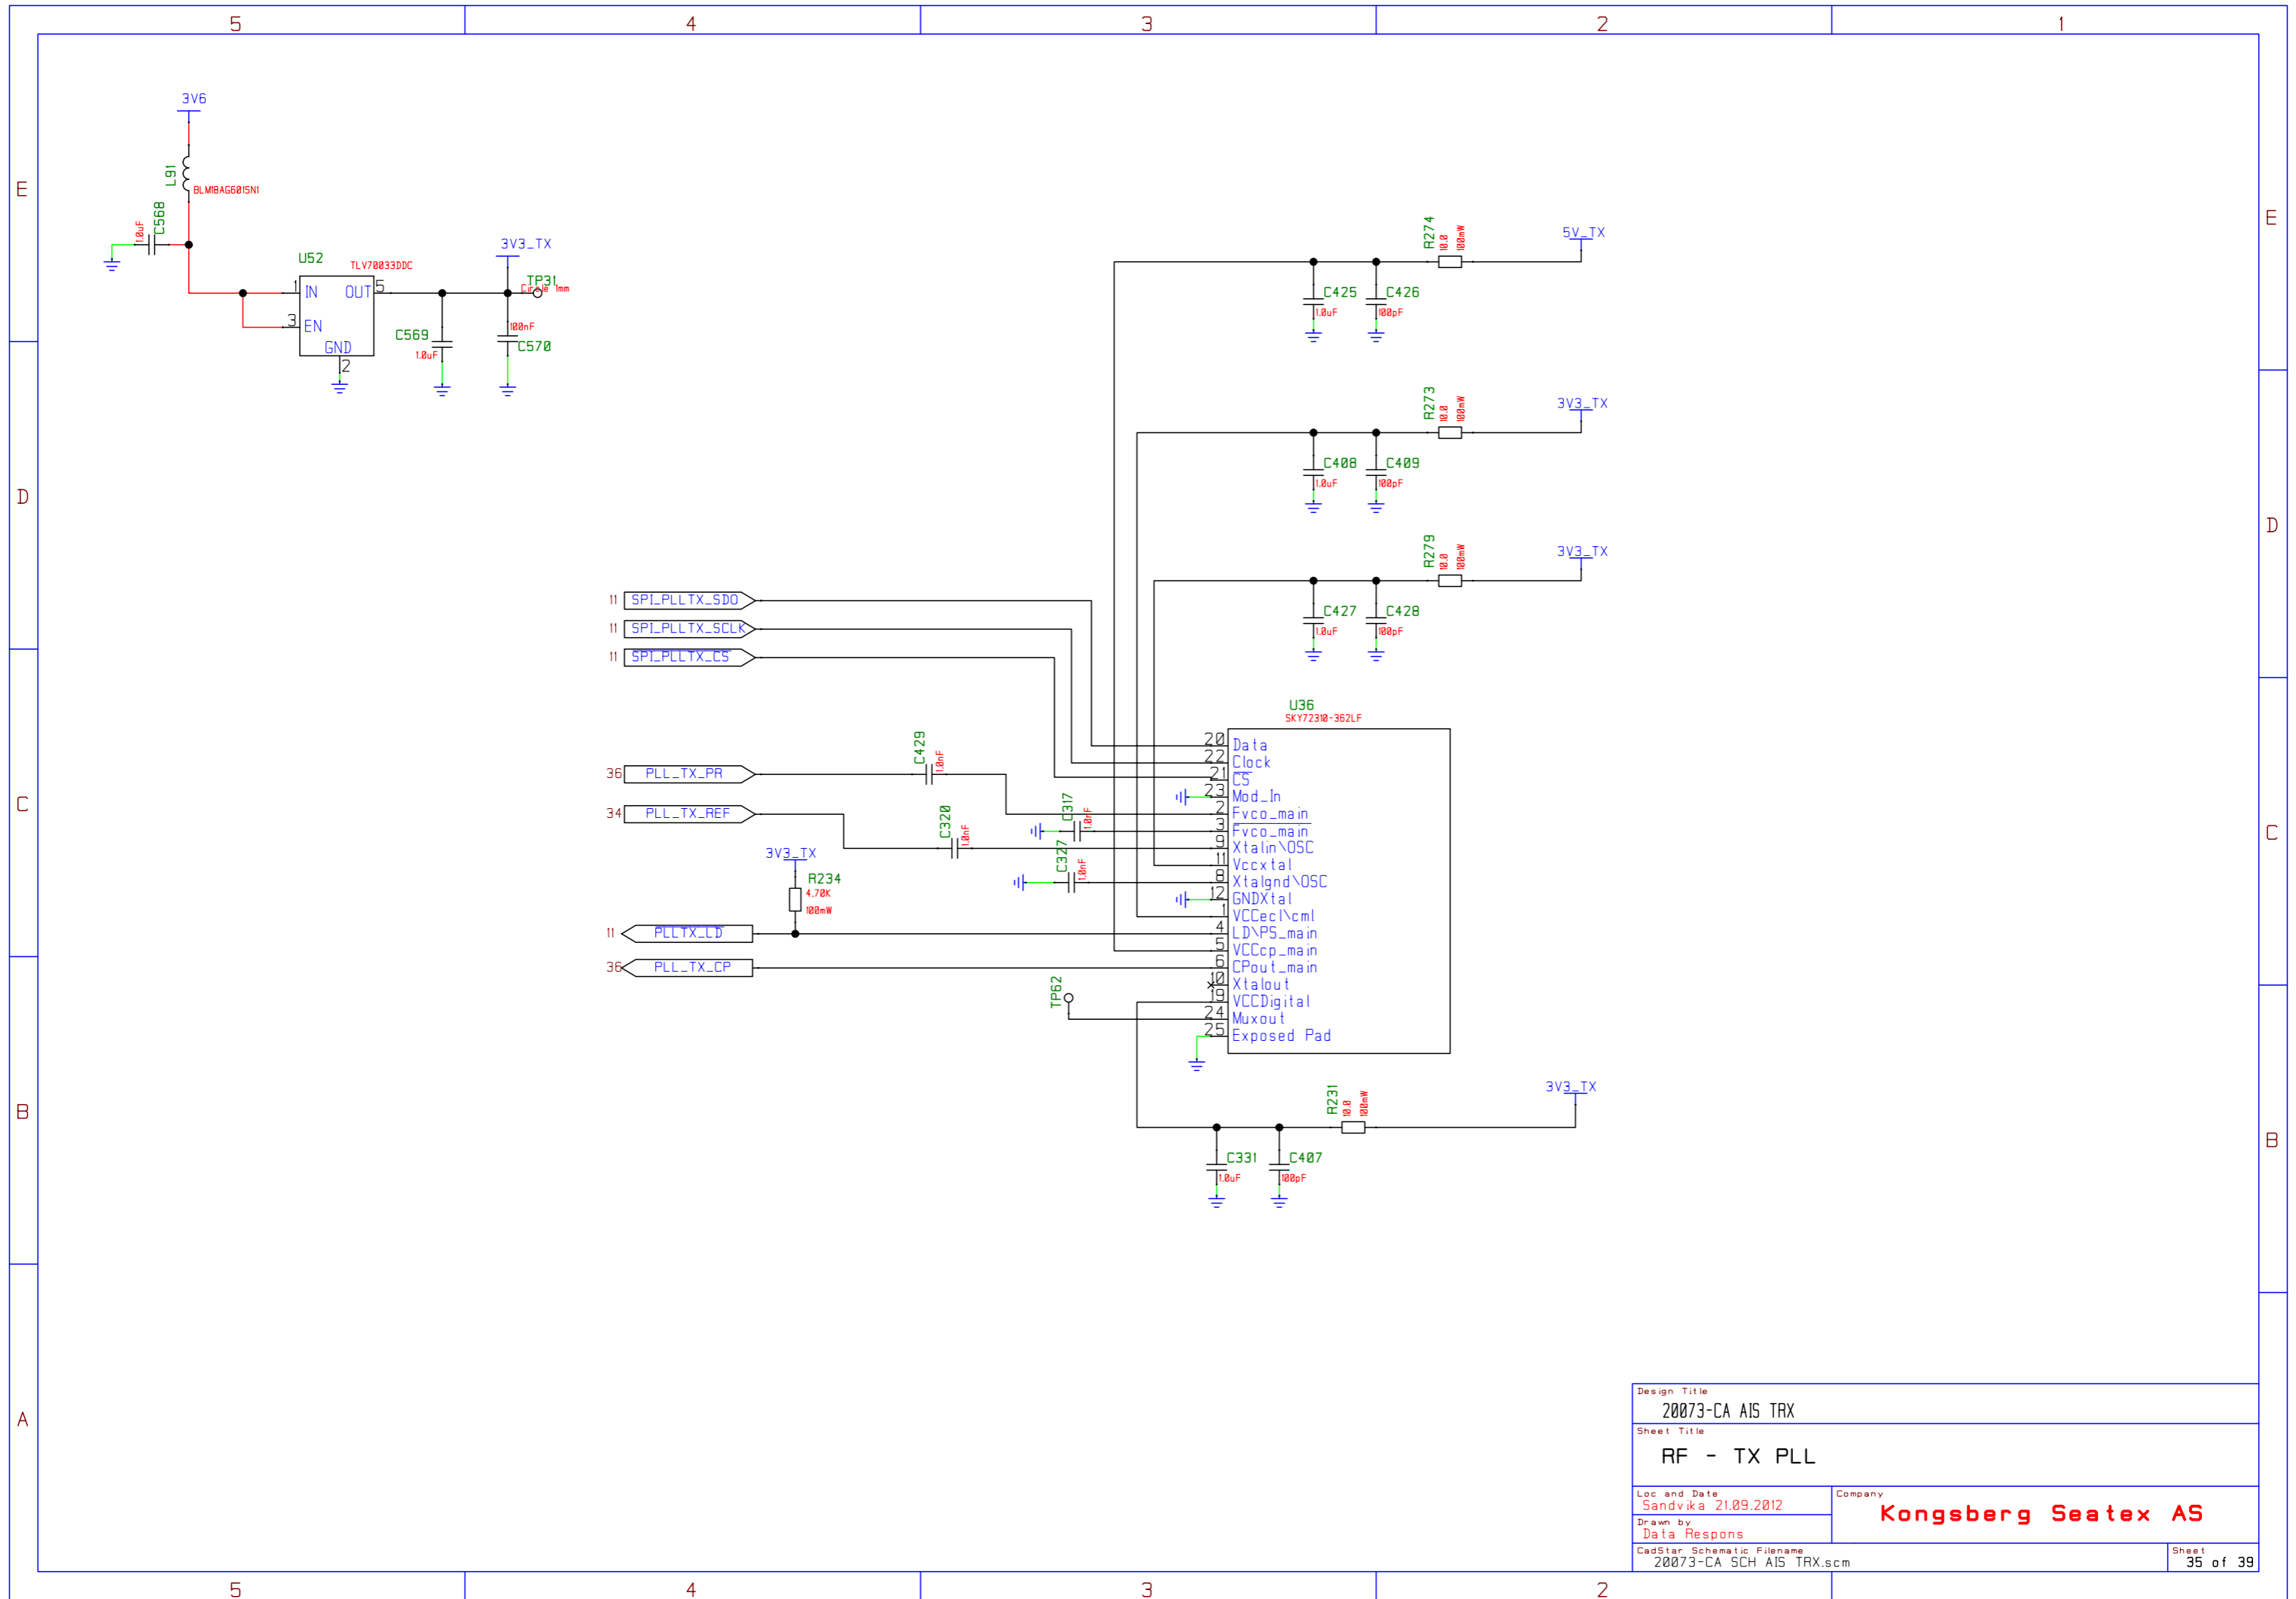 5 4 3 2 1
E
D
C
B
A
E
D
C
B
3V6
L91
BLM18AG601SN1
C568
1.0uF
U52
TLV70033DDC
1 IN OUT 5
3 EN
GND
2
3V3_TX
TP31
Circle 1mm
C569
1.0uF
100nF
C570
5V_TX
R274
10.0
100mW
C425
1.0uF
C426
100pF
3V3_TX
R273
10.0
100mW
C408
1.0uF
C409
100pF
3V3_TX
R279
10.0
100mW
C427
1.0uF
C428
100pF
11 SPI_PLLTX_SDO
11 SPI_PLLTX_SCLK
11 SPI_PLLTX_CS
36 PLL_TX_PR
34 PLL_TX_REF
C429
1.0nF
C320
1.0nF
C317
1.0nF
C327
1.0nF
3V3_TX
R234
4.70K
100mW
11 PLLTX_LD
36 PLL_TX_CP
TP62
U36
SKY72310-362LF
20 Data
22 Clock
21 CS
23 Mod_In
2 Fvco_main
3 Fvco_main
9 Xtalin\OSC
11 Vccxtal
8 Xtalgnd\OSC
12 GNDXtal
1 VCCecl\cml
4 LD\PS_main
5 VCCcp_main
6 CPout_main
10 Xtalout
19 VCCDigital
24 Muxout
25 Exposed Pad
3V3_TX
R231
10.0
100mW
C331
1.0uF
C407
100pF
Design Title
20073-CA AIS TRX
Sheet Title
RF - TX PLL
Loc and Date
Sandvika 21.09.2012
Drawn by
Data Respons
Company
Kongsberg Seatex AS
CadStar Schematic Filename
20073-CA SCH AIS TRX.scm
Sheet
35 of 39
5 4 3 2